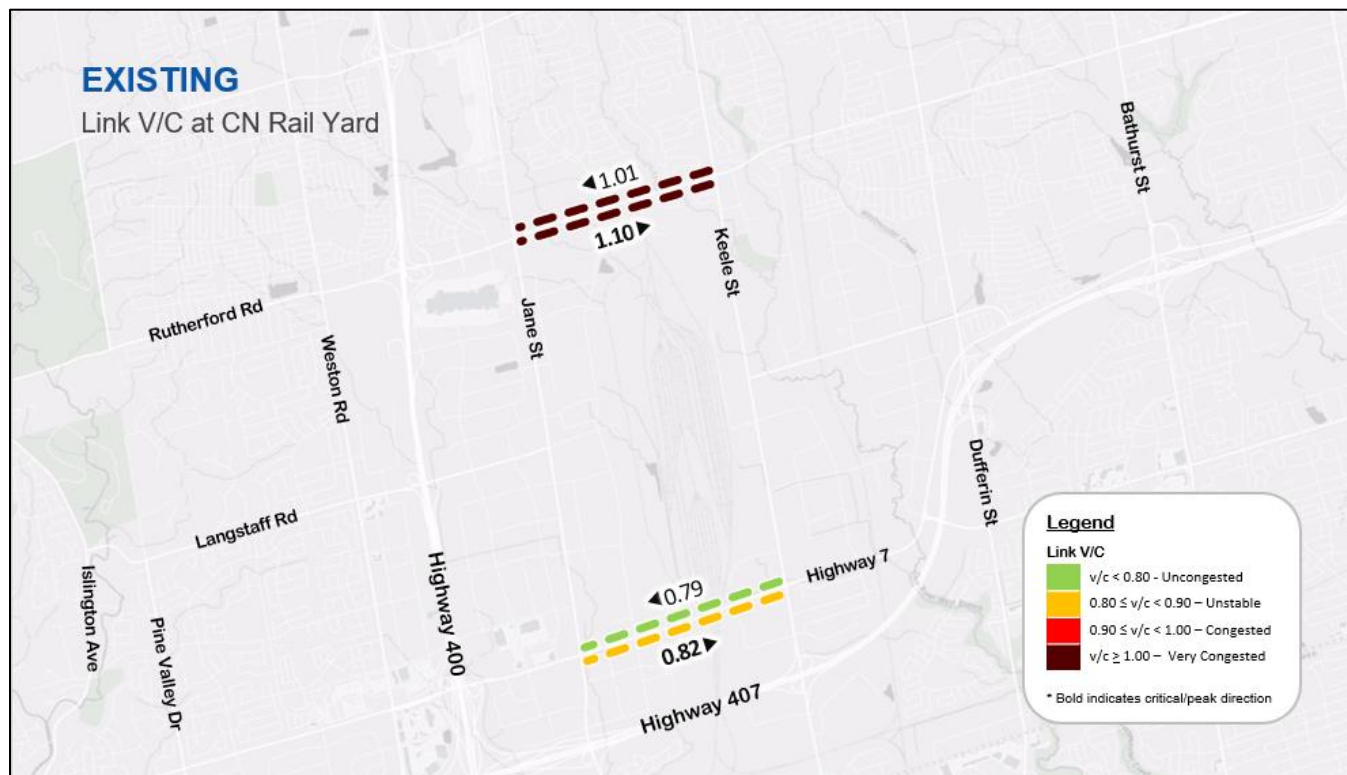 EXISTING
Link V/C at CN Rail Yard
Bathurst St
◄1.01
1.10►
Keele St
Rutherford Rd
Jane St
Weston Rd
Dufferin St
Langstaff Rd
Highway 400
Islington Ave
Pine Valley Dr
Highway 7
◄0.79
0.82►
Highway 407
Legend
Link V/C
v/c < 0.80 - Uncongested
0.80 ≤ v/c < 0.90 – Unstable
0.90 ≤ v/c < 1.00 – Congested
v/c ≥ 1.00 – Very Congested
* Bold indicates critical/peak direction